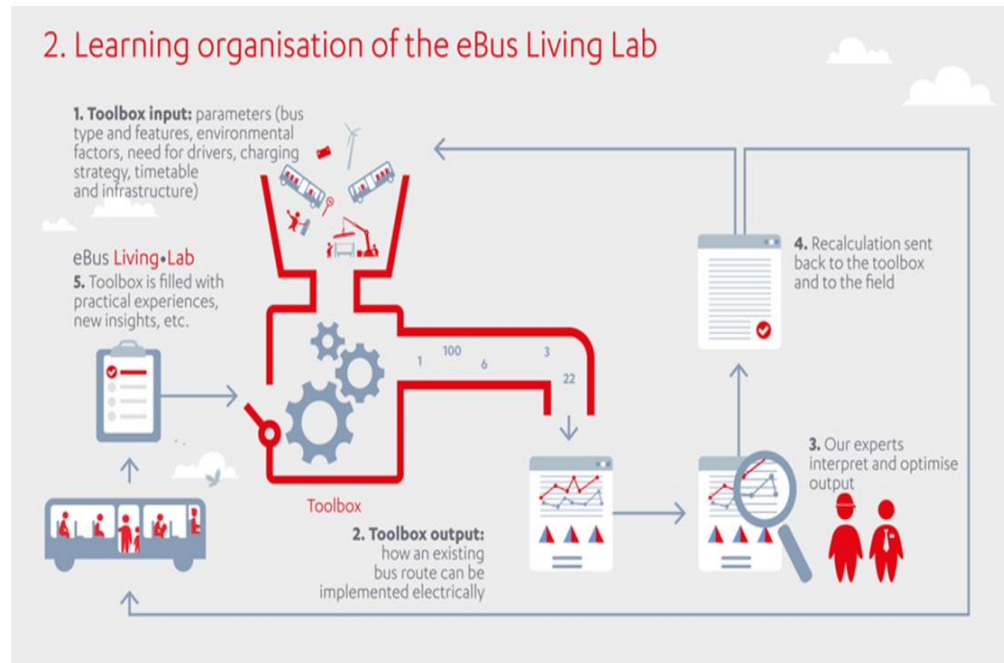 2. Learning organisation of the eBus Living Lab
1. Toolbox input: parameters (bus
type and features, environmental
factors, need for drivers, charging
strategy, timetable
and infrastructure)
eBus Living•Lab
5. Toolbox is filled with
practical experiences,
new insights, etc.
1
100
6
3
22
4. Recalculation sent
back to the toolbox
and to the field
3. Our experts
interpret and optimise
output
Toolbox
2. Toolbox output:
how an existing
bus route can be
implemented electrically